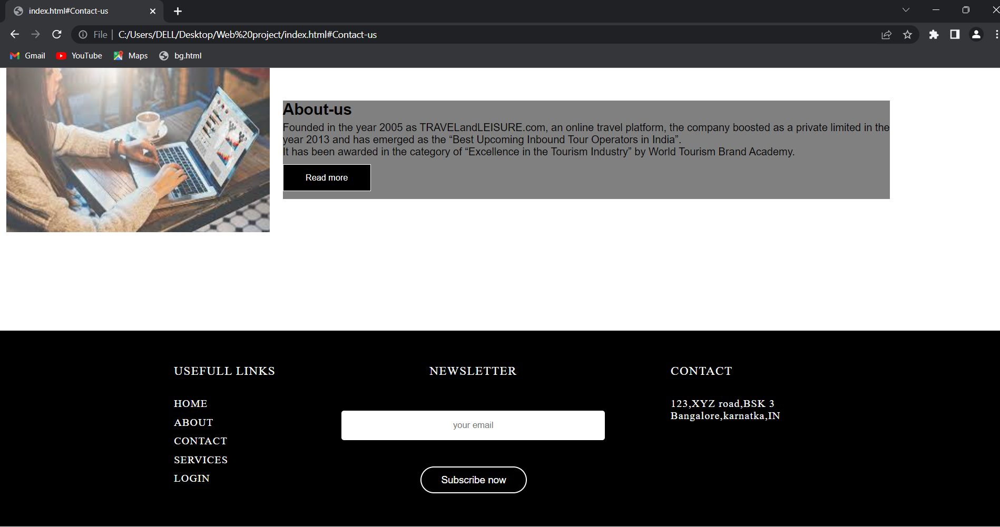 index.html#Contact-us
File
C:/Users/DELL/Desktop/Web%20project/index.html#Contact-us
Gmail
YouTube
Maps
bg.html
About-us
Founded in the year 2005 as TRAVELandLEISURE.com, an online travel platform, the company boosted as a private limited in the
year 2013 and has emerged as the “Best Upcoming Inbound Tour Operators in India”.
It has been awarded in the category of “Excellence in the Tourism Industry” by World Tourism Brand Academy.
Read more
USEFULL LINKS
HOME
ABOUT
CONTACT
SERVICES
LOGIN
NEWSLETTER
your email
Subscribe now
CONTACT
123,XYZ road,BSK 3
Bangalore,karnatka,IN